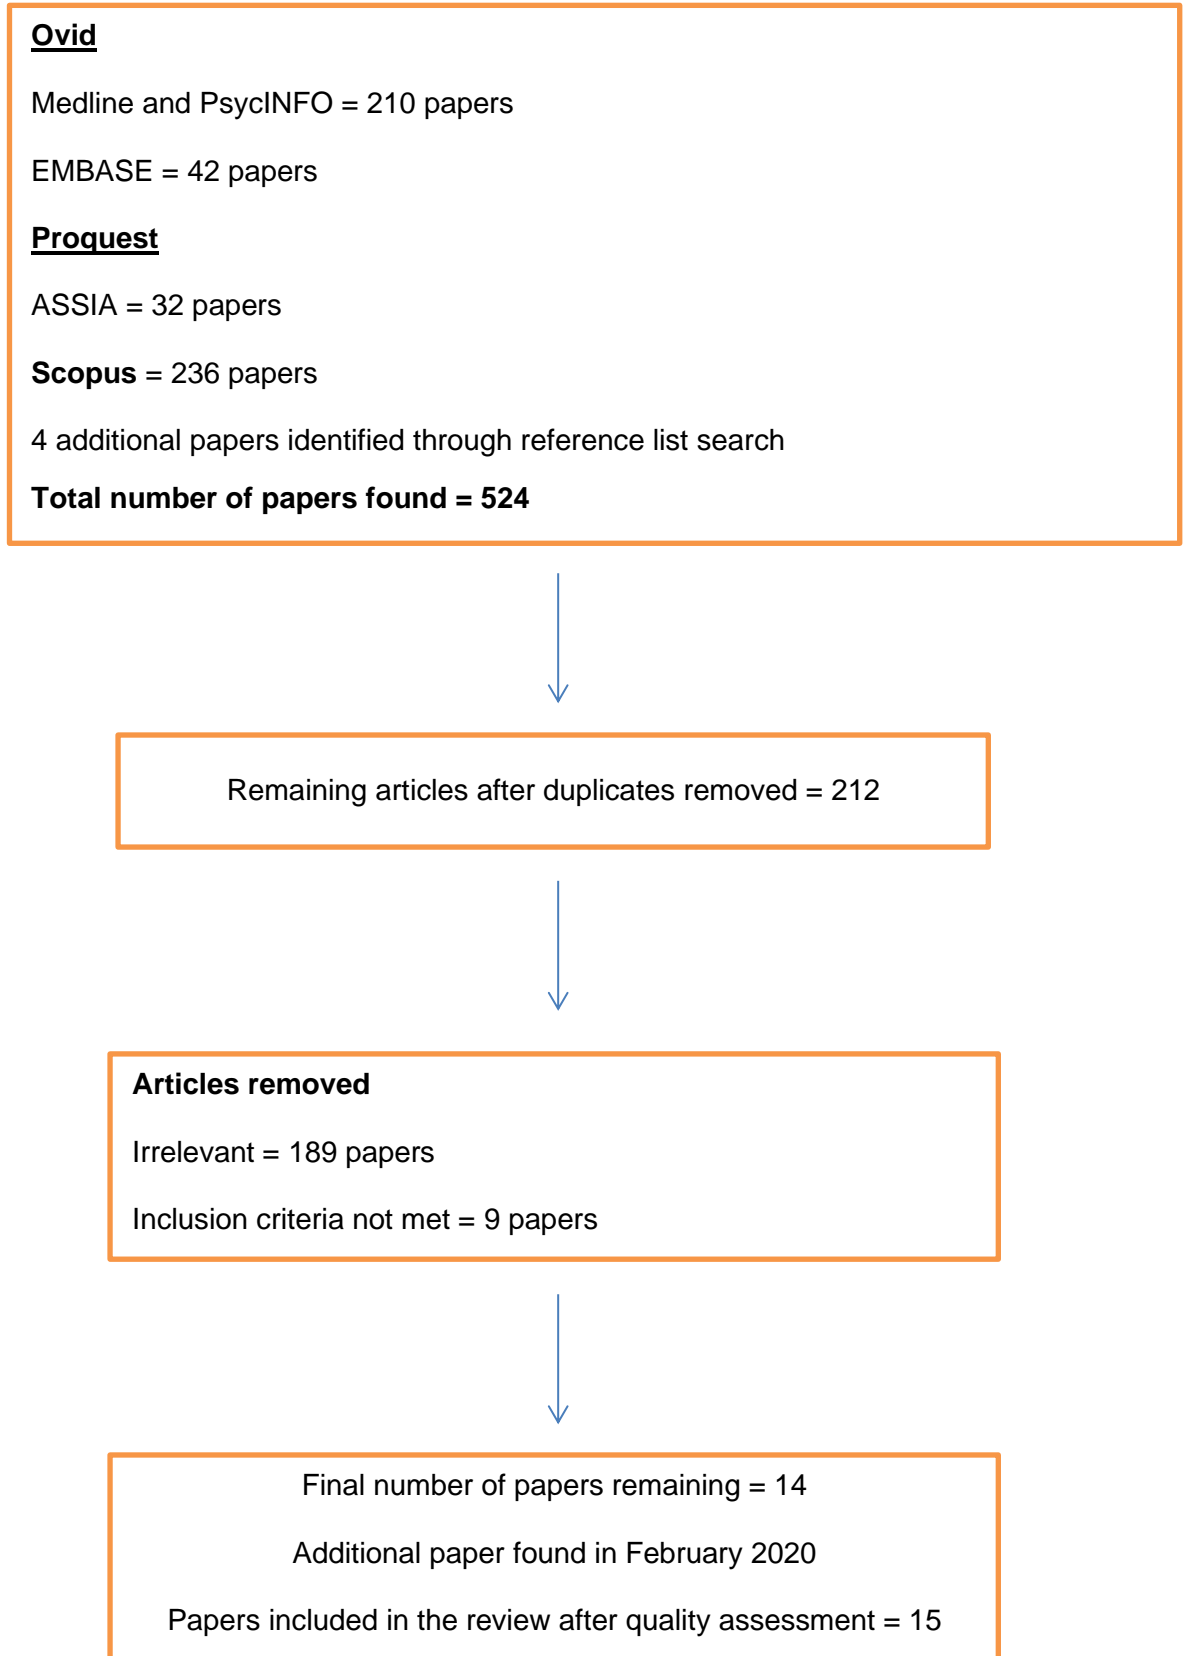 Ovid
Medline and PsycINFO = 210 papers
EMBASE = 42 papers
Proquest
ASSIA = 32 papers
Scopus = 236 papers
4 additional papers identified through reference list search
Total number of papers found = 524
Remaining articles after duplicates removed = 212
Articles removed
Irrelevant = 189 papers
Inclusion criteria not met = 9 papers
Final number of papers remaining = 14
Additional paper found in February 2020
Papers included in the review after quality assessment = 15